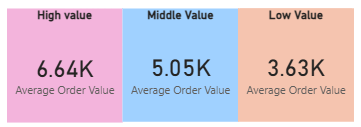 High value
6.64K
Average Order Value
Middle Value
5.05K
Average Order Value
Low Value
3.63K
Average Order Value